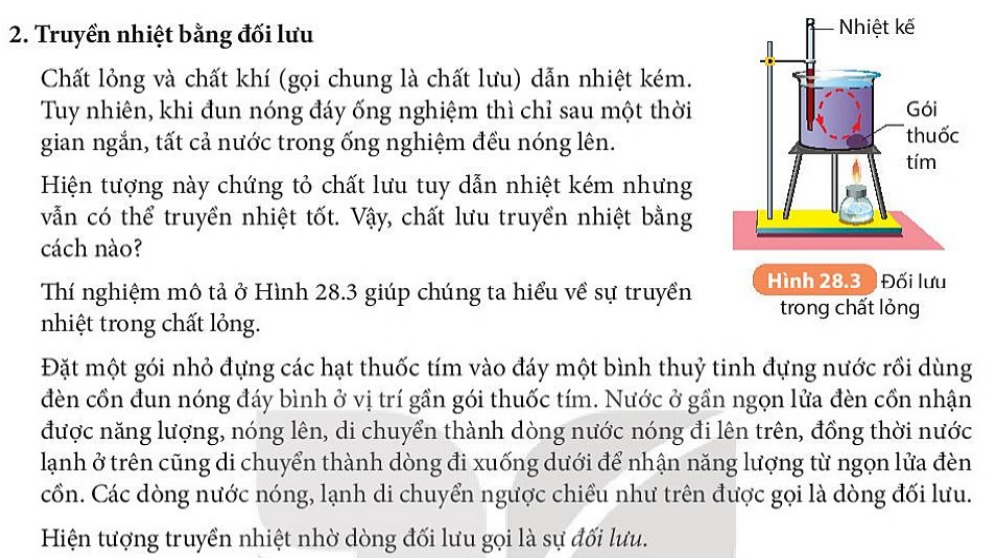 2. Truyền nhiệt bằng đối lưu
Chất lỏng và chất khí (gọi chung là chất lưu) dẫn nhiệt kém.
Tuy nhiên, khi đun nóng đáy ống nghiệm thì chỉ sau một thời
gian ngắn, tất cả nước trong ống nghiệm đều nóng lên.
Hiện tượng này chứng tỏ chất lưu tuy dẫn nhiệt kém nhưng
vẫn có thể truyền nhiệt tốt. Vậy, chất lưu truyền nhiệt bằng
cách nào?
Thí nghiệm mô tả ở Hình 28.3 giúp chúng ta hiểu về sự truyền
nhiệt trong chất lỏng.
Nhiệt kế
Gói
thuốc
tím
Hình 28.3 Đối lưu
trong chất lỏng
Đặt một gói nhỏ đựng các hạt thuốc tím vào đáy một bình thuỷ tinh đựng nước rồi dùng
đèn cồn đun nóng đáy bình ở vị trí gần gói thuốc tím. Nước ở gần ngọn lửa đèn cồn nhận
được năng lượng, nóng lên, di chuyển thành dòng nước nóng đi lên trên, đồng thời nước
lạnh ở trên cũng di chuyển thành dòng đi xuống dưới để nhận năng lượng từ ngọn lửa đèn
cồn. Các dòng nước nóng, lạnh di chuyển ngược chiều như trên được gọi là dòng đối lưu.
Hiện tượng truyền nhiệt nhờ dòng đối lưu gọi là sự đối lưu.